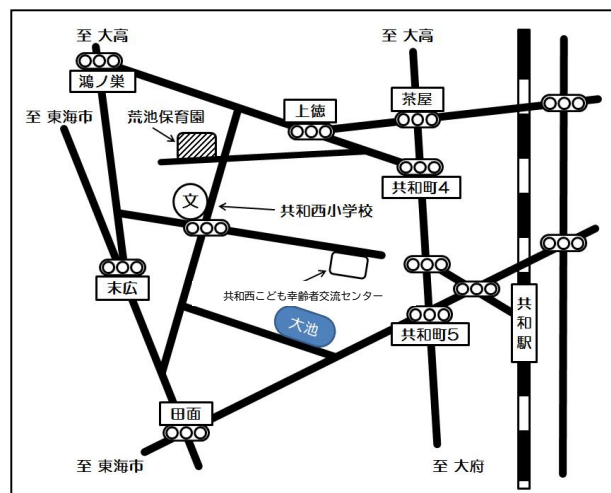 至 大高
至 大高
鴻ノ巣
茶屋
至 東海市
荒池保育園
上徳
共和町4
文
共和西小学校
末広
共和西こども幸齢者交流センター
大池
共和町5
共和駅
田面
至 東海市
至 大府